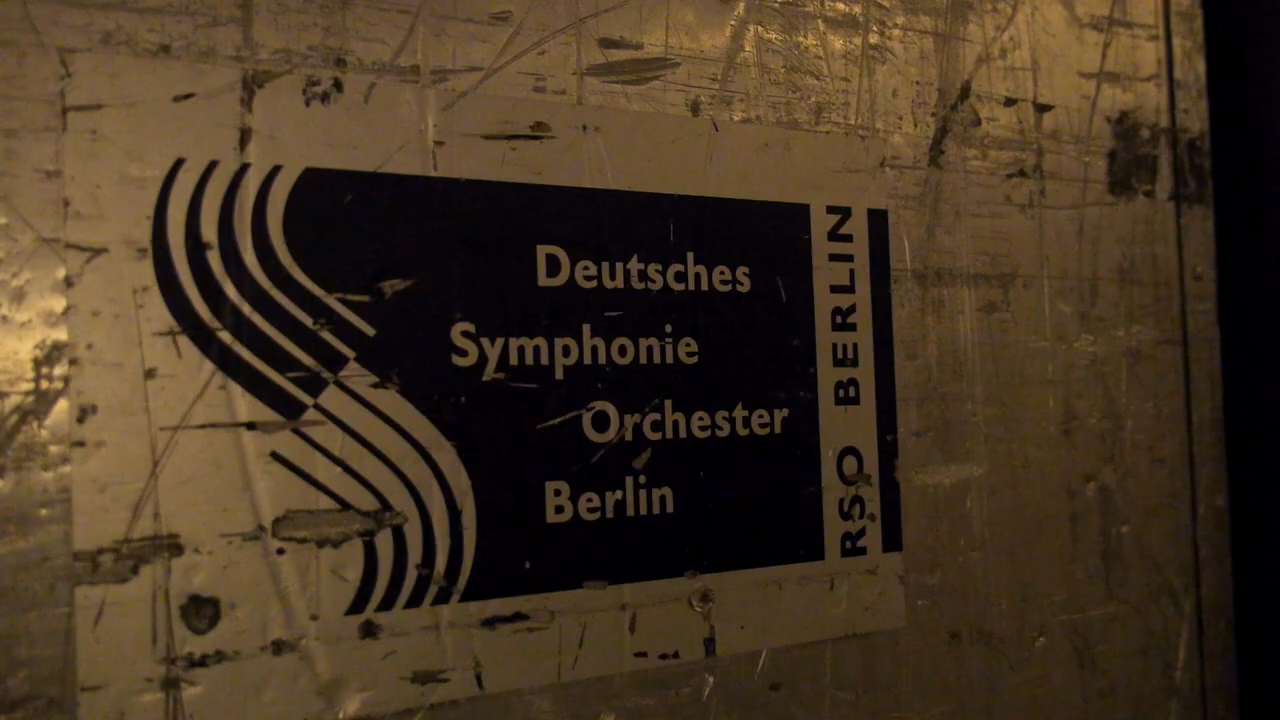 Deutsches
Symphonie
Orchester
Berlin
RSO BERLIN